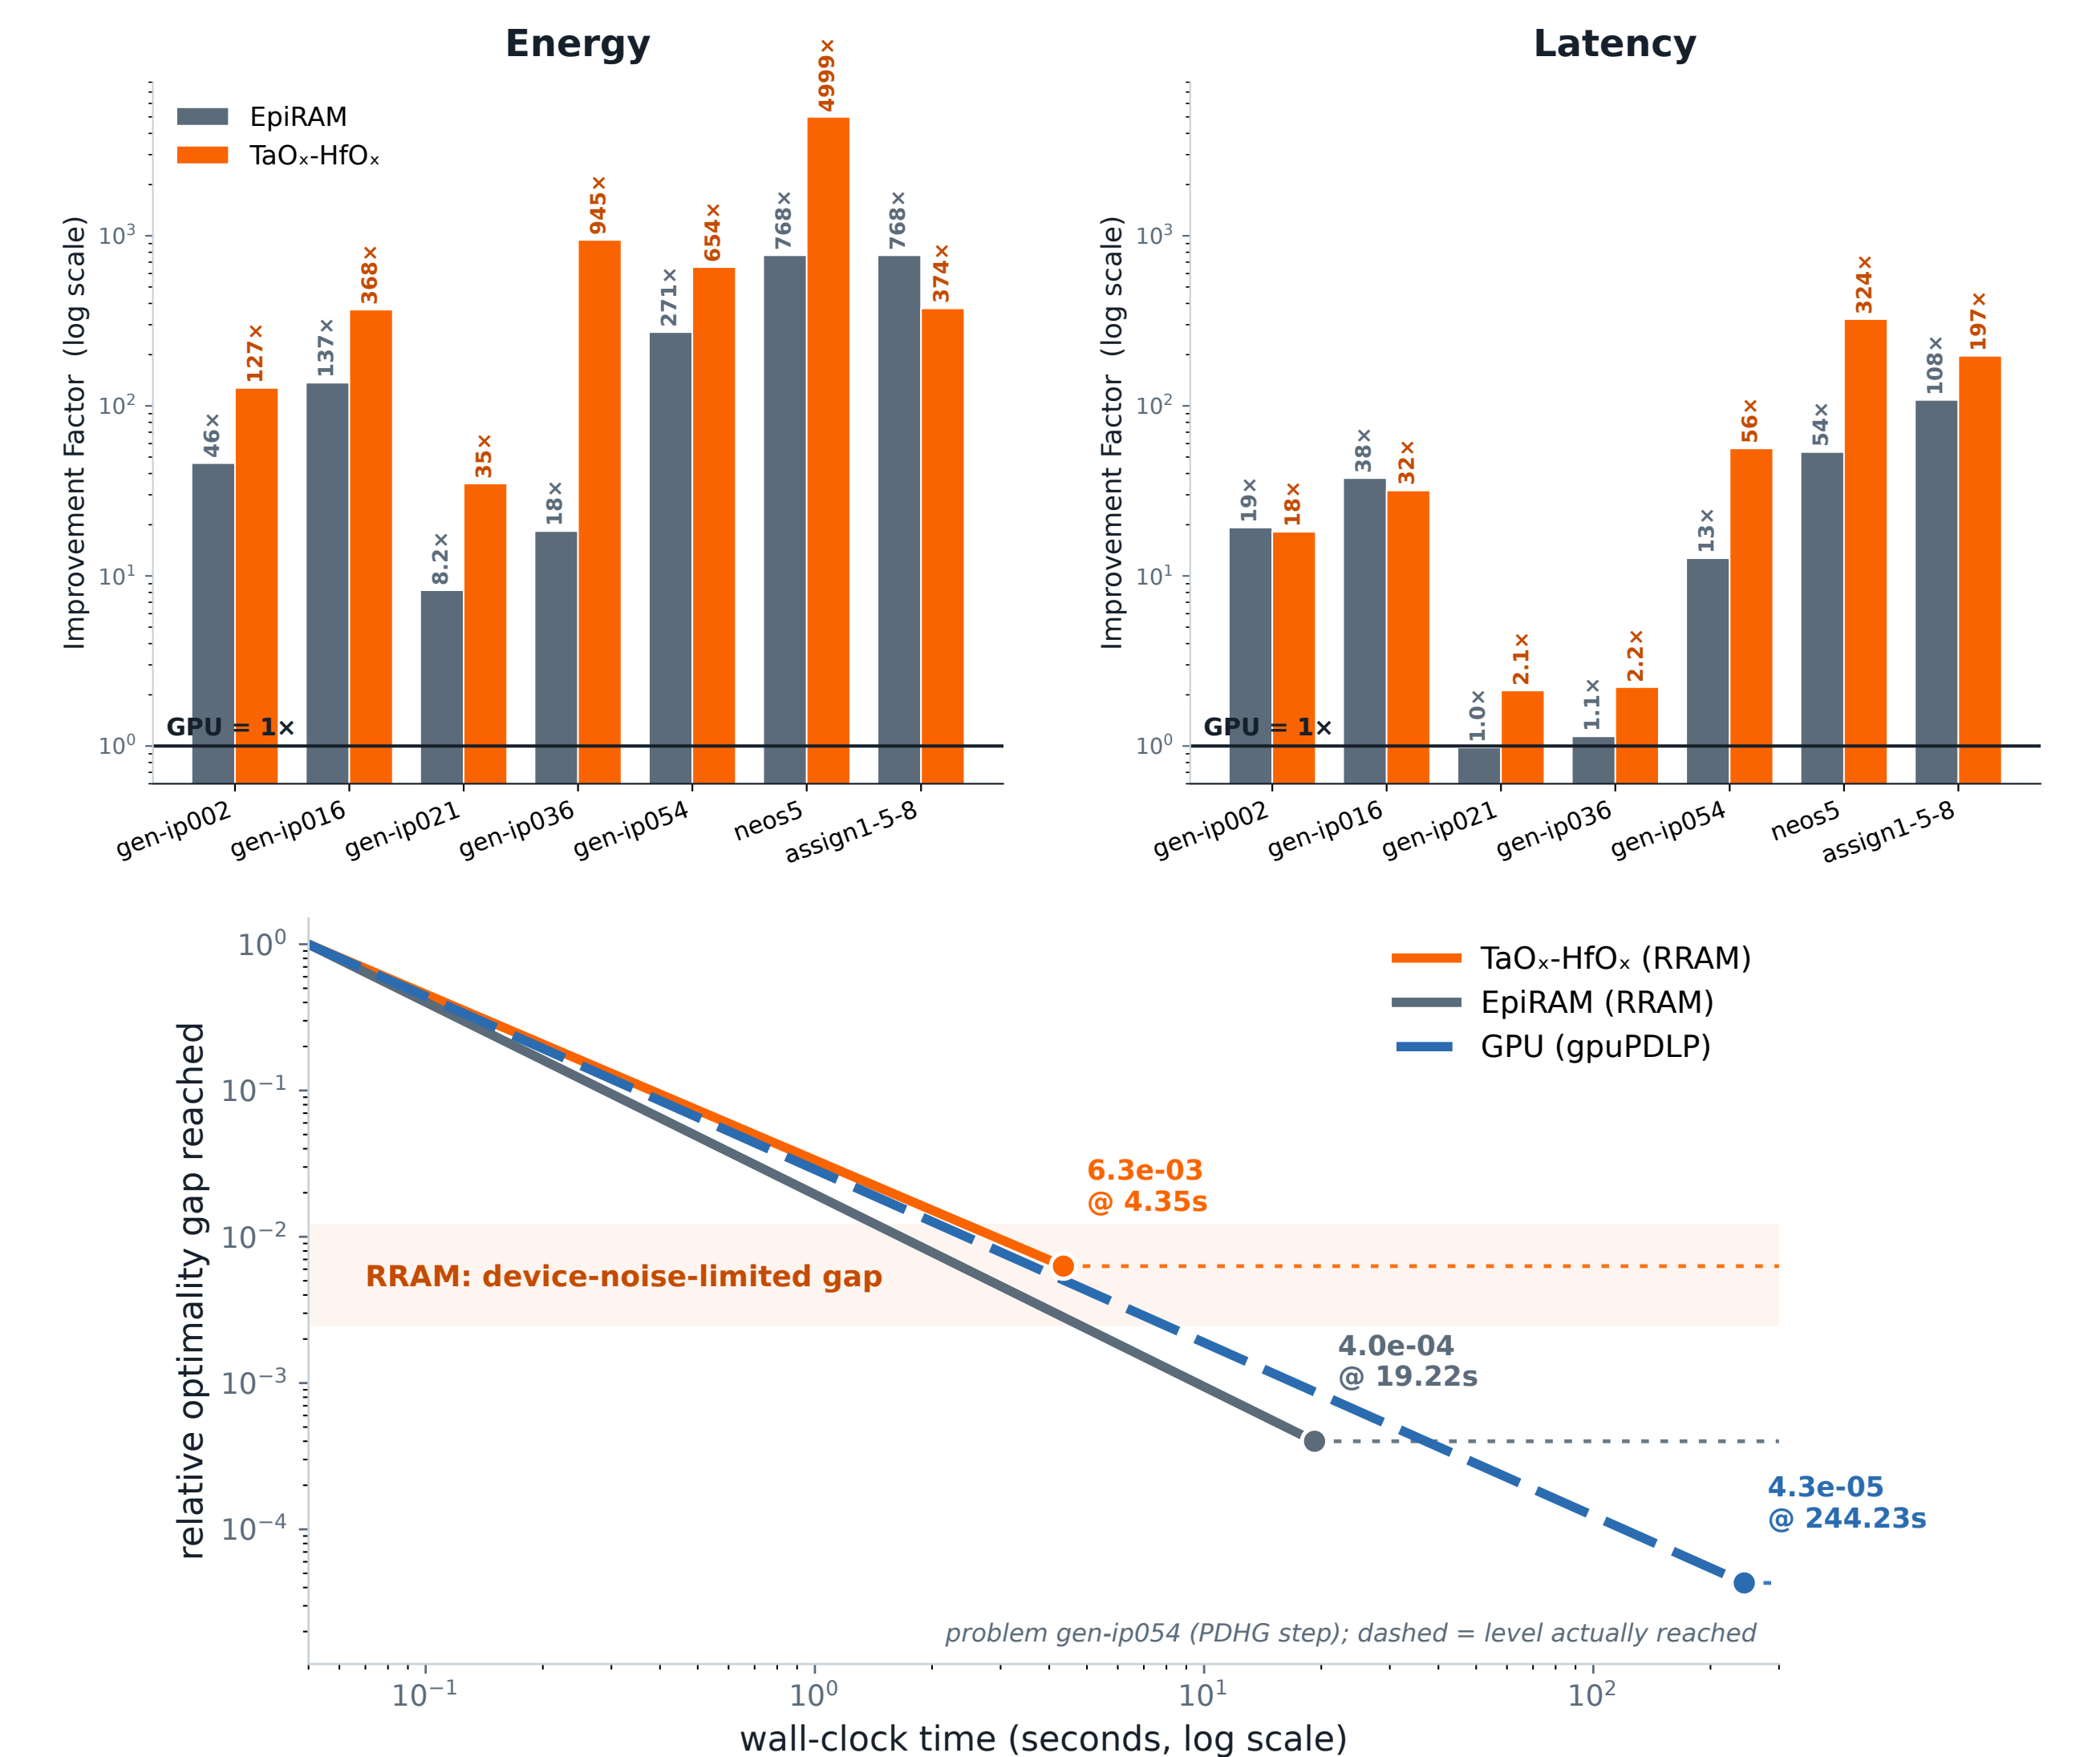 Energy
EpiRAM
TaOₓ-HfOₓ
Improvement Factor (log scale)
10³
10²
10¹
10⁰
46×
127×
137×
368×
8.2×
35×
18×
945×
271×
654×
768×
4999×
768×
374×
GPU = 1×
gen-ip002
gen-ip016
gen-ip021
gen-ip036
gen-ip054
neos5
assign1-5-8
Latency
Improvement Factor (log scale)
10³
10²
10¹
10⁰
19×
18×
38×
32×
1.0×
2.1×
1.1×
2.2×
13×
56×
54×
324×
108×
197×
GPU = 1×
gen-ip002
gen-ip016
gen-ip021
gen-ip036
gen-ip054
neos5
assign1-5-8
relative optimality gap reached
10⁰
10⁻¹
10⁻²
10⁻³
10⁻⁴
TaOₓ-HfOₓ (RRAM)
EpiRAM (RRAM)
GPU (gpuPDLP)
6.3e-03
@ 4.35s
RRAM: device-noise-limited gap
4.0e-04
@ 19.22s
4.3e-05
@ 244.23s
problem gen-ip054 (PDHG step); dashed = level actually reached
10⁻¹
10⁰
10¹
10²
wall-clock time (seconds, log scale)